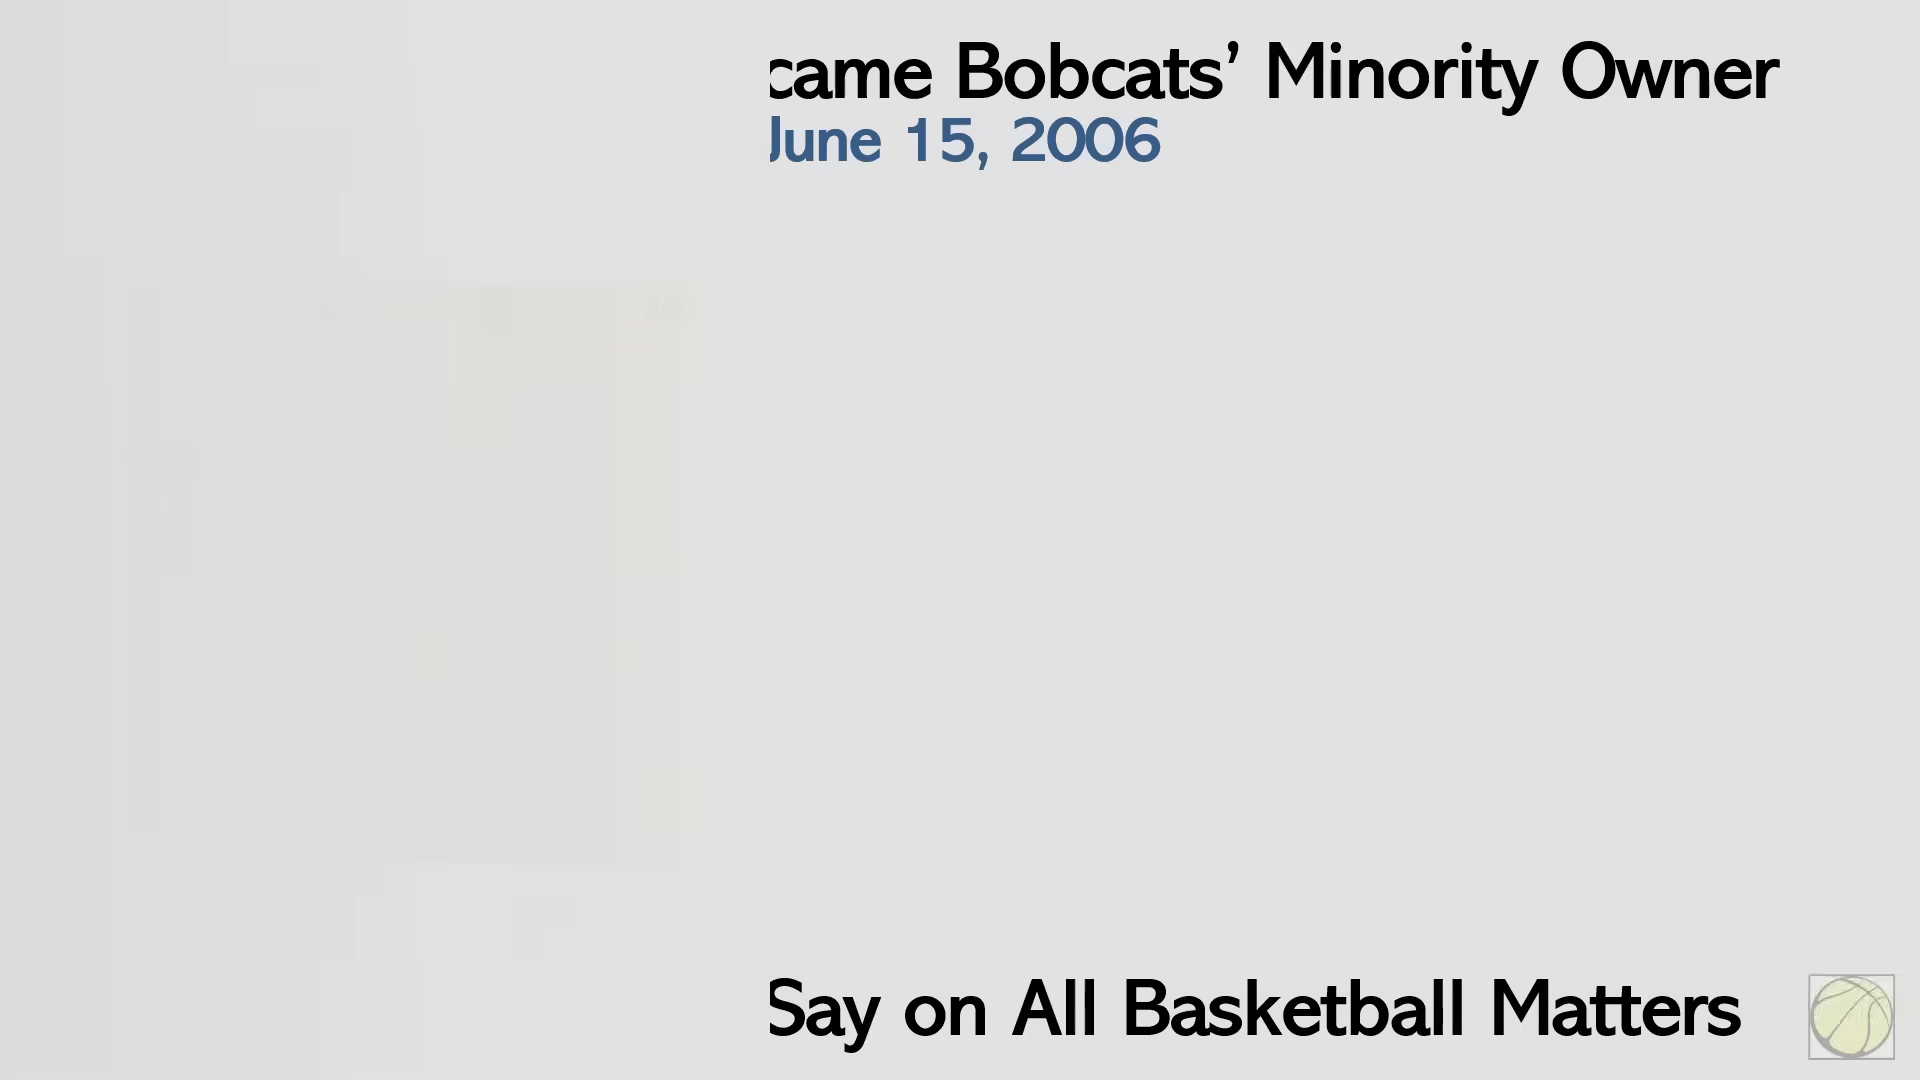 came Bobcats’ Minority Owner
June 15, 2006
Say on All Basketball Matters